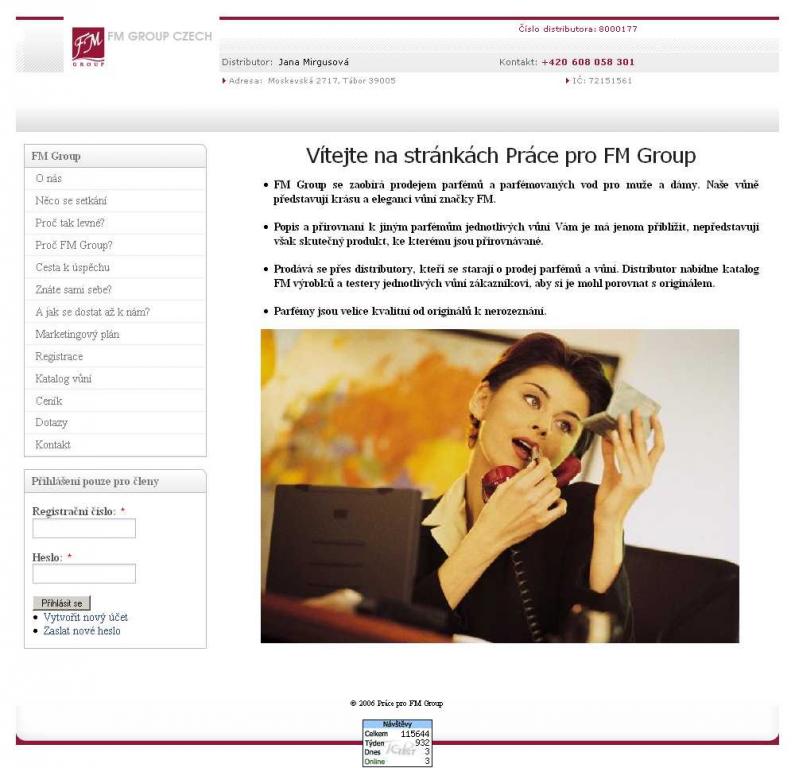 FM GROUP CZECH
FM
GROUP
Číslo distributora: 8000177
Distributor: Jana Mirgusová
Kontakt: +420 608 058 301
Adresa: Moskevská 2717, Tábor 39005
IČ: 72151561
FM Group
O nás
Něco se setkání
Proč tak levné?
Proč FM Group?
Cesta k úspěchu
Znáte sami sebe?
A jak se dostat až k nám?
Marketingový plán
Registrace
Katalog vůní
Ceník
Dotazy
Kontakt
Přihlášení pouze pro členy
Registrační číslo: *
Heslo: *
Přihlásit se
Vytvořit nový účet
Zaslat nové heslo
Vítejte na stránkách Práce pro FM Group
FM Group se zaobírá prodejem parfémů a parfémovaných vod pro muže a dámy. Naše vůně
představují krásu a eleganci vůní značky FM.
Popis a přirovnaní k jiným parfémům jednotlivých vůní Vám je má jenom přiblížit, nepředstavují
však skutečný produkt, ke kterému jsou přirovnávané.
Prodává se přes distributory, kteří se starají o prodej parfémů a vůní. Distributor nabídne katalog
FM výrobků a testery jednotlivých vůní zákazníkovi, aby si je mohl porovnat s originálem.
Parfémy jsou velice kvalitní od originálů k nerozeznání.
© 2006 Práce pro FM Group
Návštěvy
Celkem 115644
Týden 932
Dnes 3
Online 3